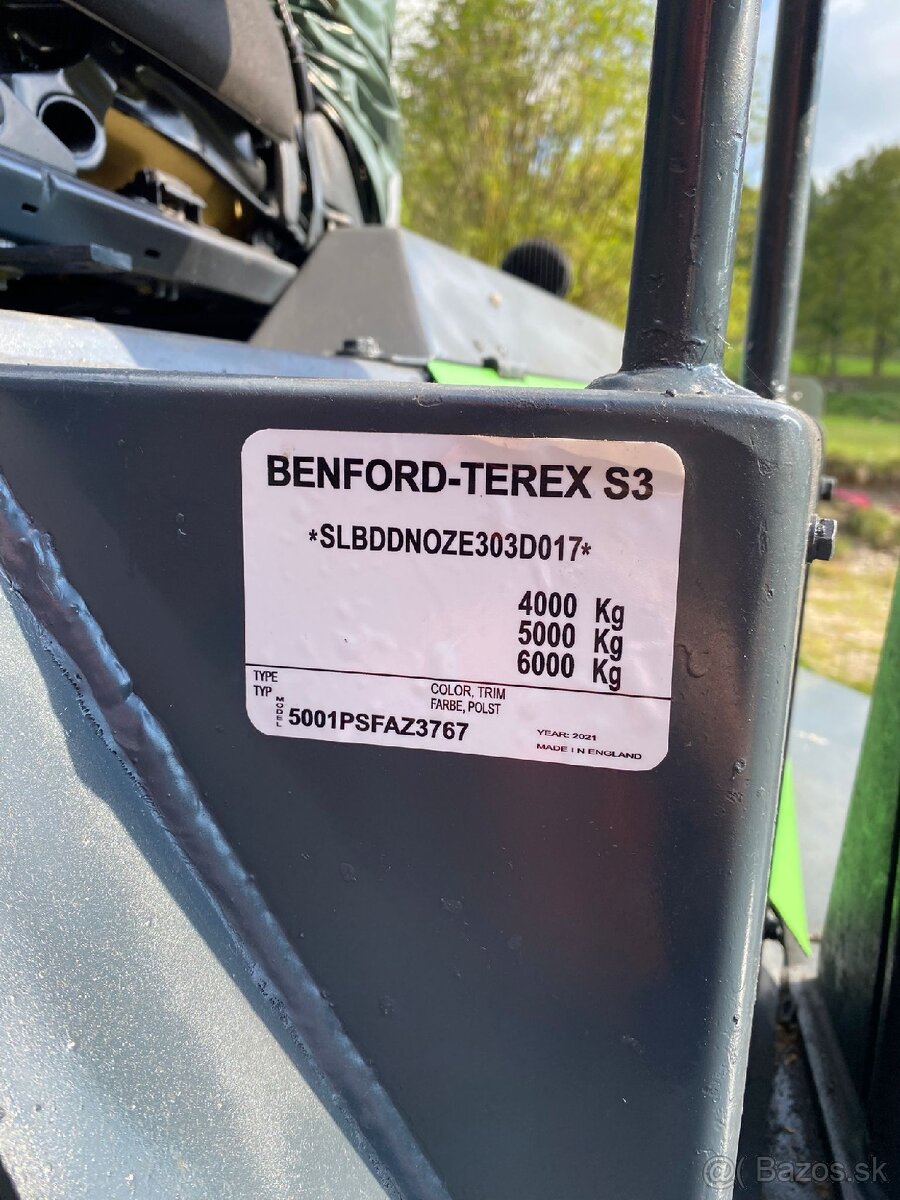 BENFORD-TEREX S3
*SLBDDNOZE303D017*
4000 Kg
5000 Kg
6000 Kg
TYPE
TYP
COLOR, TRIM
FARBE, POLST
MODEL 5001PSFAZ3767
YEAR: 2021
MADE IN ENGLAND
@( Bazos.sk